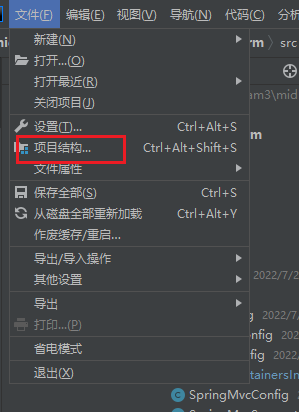 文件(F) 编辑(E) 视图(V) 导航(N) 代码(C)
新建(N)
打开...(O)
打开最近(R)
关闭项目(J)
设置(T)... Ctrl+Alt+S
项目结构... Ctrl+Alt+Shift+S
文件属性
保存全部(S) Ctrl+S
从磁盘全部重新加载 Ctrl+Alt+Y
作废缓存/重启...
导出/导入操作
其他设置
导出
打印...(P)
省电模式
退出(X)
rm src
am3\mid
rm
2022/7/2
2022/7/
onfig
nfig
tainersIn
SpringMvcConfig